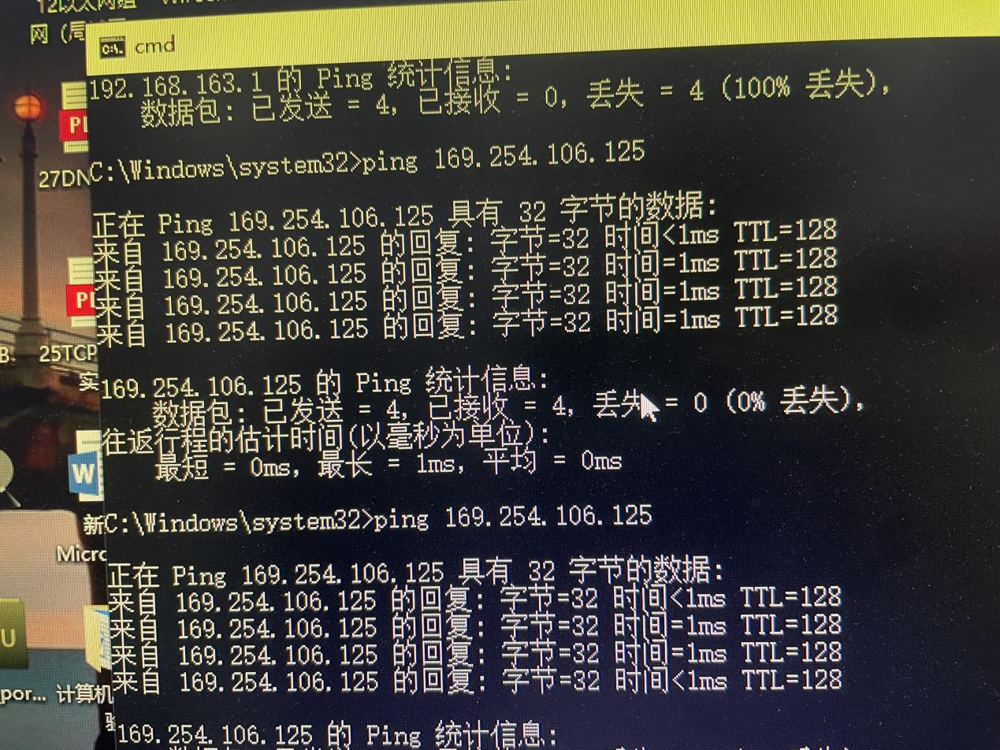 网（局
cmd
192.168.163.1 的 Ping 统计信息:
数据包: 已发送 = 4, 已接收 = 0, 丢失 = 4 (100% 丢失),
27DN
C:\Windows\system32>ping 169.254.106.125
正在 Ping 169.254.106.125 具有 32 字节的数据:
来自 169.254.106.125 的回复: 字节=32 时间<1ms TTL=128
来自 169.254.106.125 的回复: 字节=32 时间=1ms TTL=128
来自 169.254.106.125 的回复: 字节=32 时间=1ms TTL=128
来自 169.254.106.125 的回复: 字节=32 时间=1ms TTL=128
25TCP
实
169.254.106.125 的 Ping 统计信息:
数据包: 已发送 = 4, 已接收 = 4, 丢失 = 0 (0% 丢失),
往返行程的估计时间(以毫秒为单位):
最短 = 0ms, 最长 = 1ms, 平均 = 0ms
新
Micro
C:\Windows\system32>ping 169.254.106.125
正在 Ping 169.254.106.125 具有 32 字节的数据:
来自 169.254.106.125 的回复: 字节=32 时间<1ms TTL=128
来自 169.254.106.125 的回复: 字节=32 时间=1ms TTL=128
来自 169.254.106.125 的回复: 字节=32 时间=1ms TTL=128
来自 169.254.106.125 的回复: 字节=32 时间<1ms TTL=128
por... 计算机
169.254.106.125 的 Ping 统计信息: